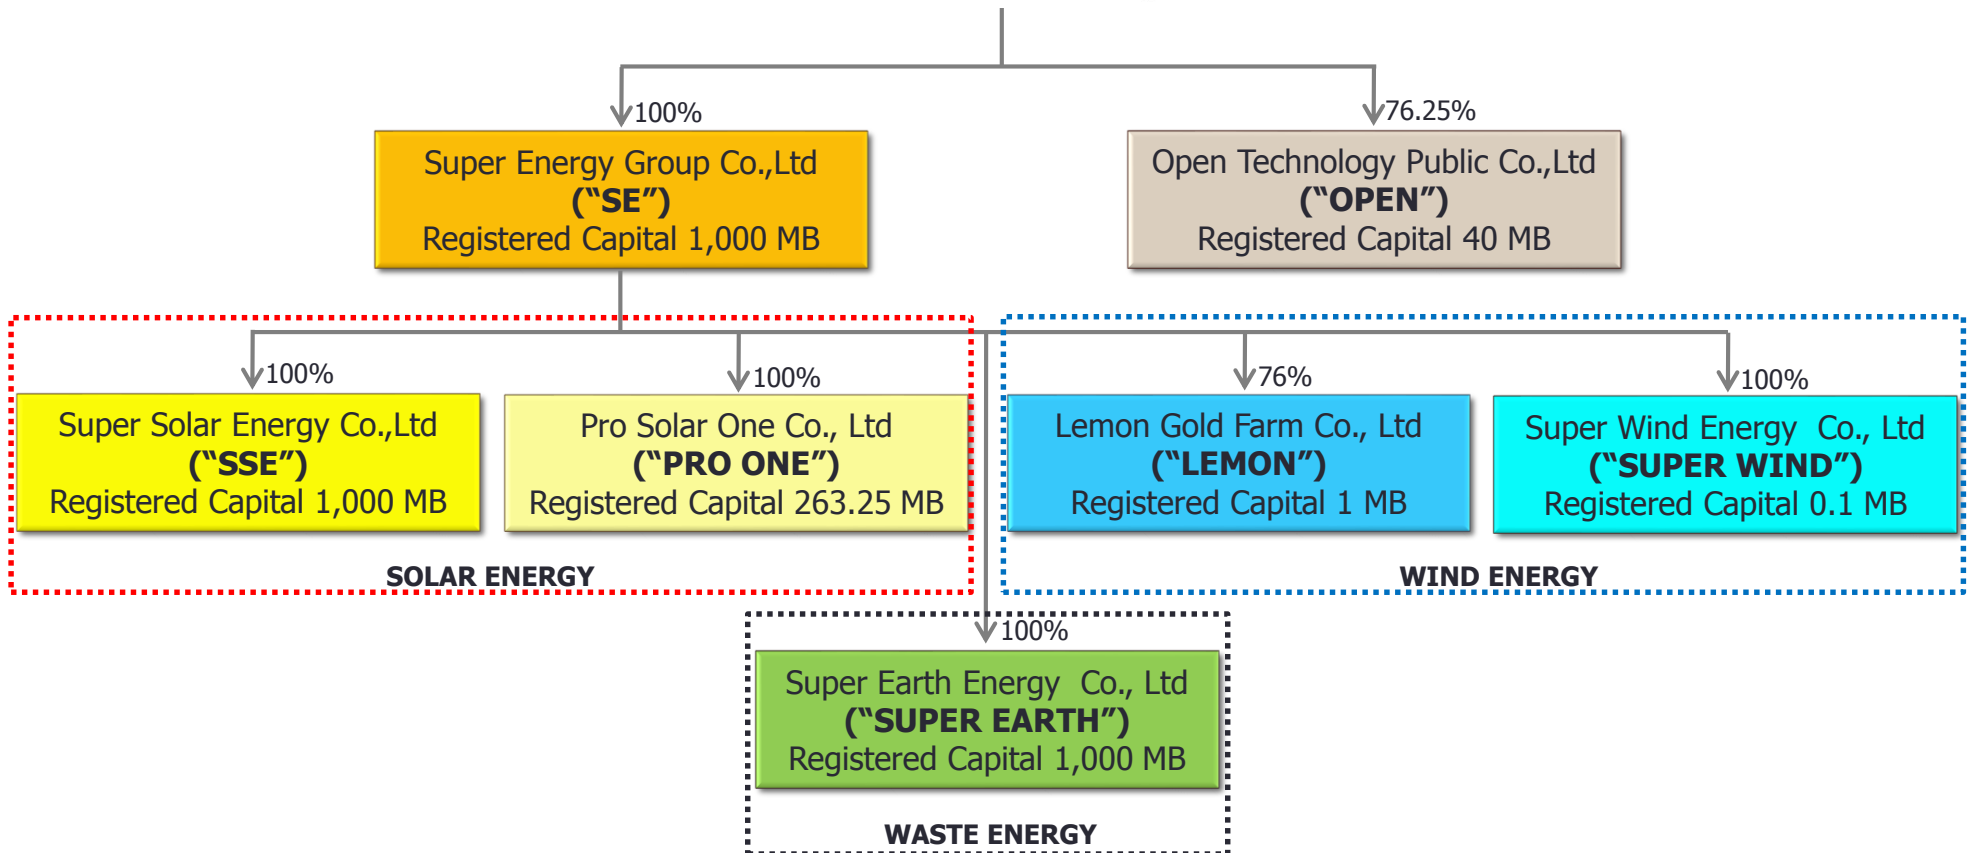 100%
76.25%
Super Energy Group Co.,Ltd
(“SE”)
Registered Capital 1,000 MB
Open Technology Public Co.,Ltd
(“OPEN”)
Registered Capital 40 MB
100%
100%
76%
100%
Super Solar Energy Co.,Ltd
(“SSE”)
Registered Capital 1,000 MB
Pro Solar One Co., Ltd
(“PRO ONE”)
Registered Capital 263.25 MB
Lemon Gold Farm Co., Ltd
(“LEMON”)
Registered Capital 1 MB
Super Wind Energy  Co., Ltd
(“SUPER WIND”)
Registered Capital 0.1 MB
SOLAR ENERGY
WIND ENERGY
100%
Super Earth Energy  Co., Ltd
(“SUPER EARTH”)
Registered Capital 1,000 MB
WASTE ENERGY